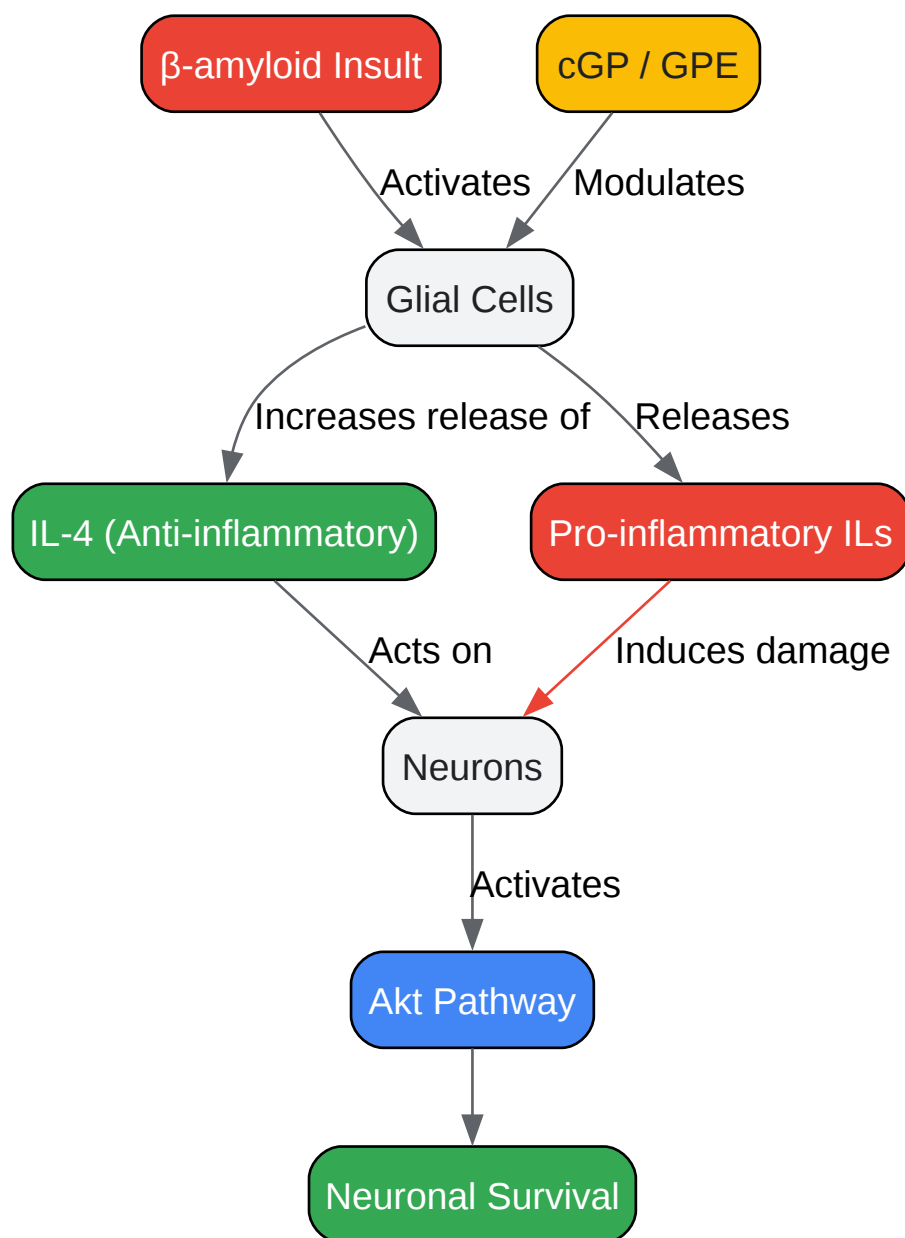 β-amyloid Insult
cGP / GPE
Activates
Modulates
Glial Cells
Increases release of
Releases
IL-4 (Anti-inflammatory)
Pro-inflammatory ILs
Acts on
Induces damage
Neurons
Activates
Akt Pathway
Neuronal Survival